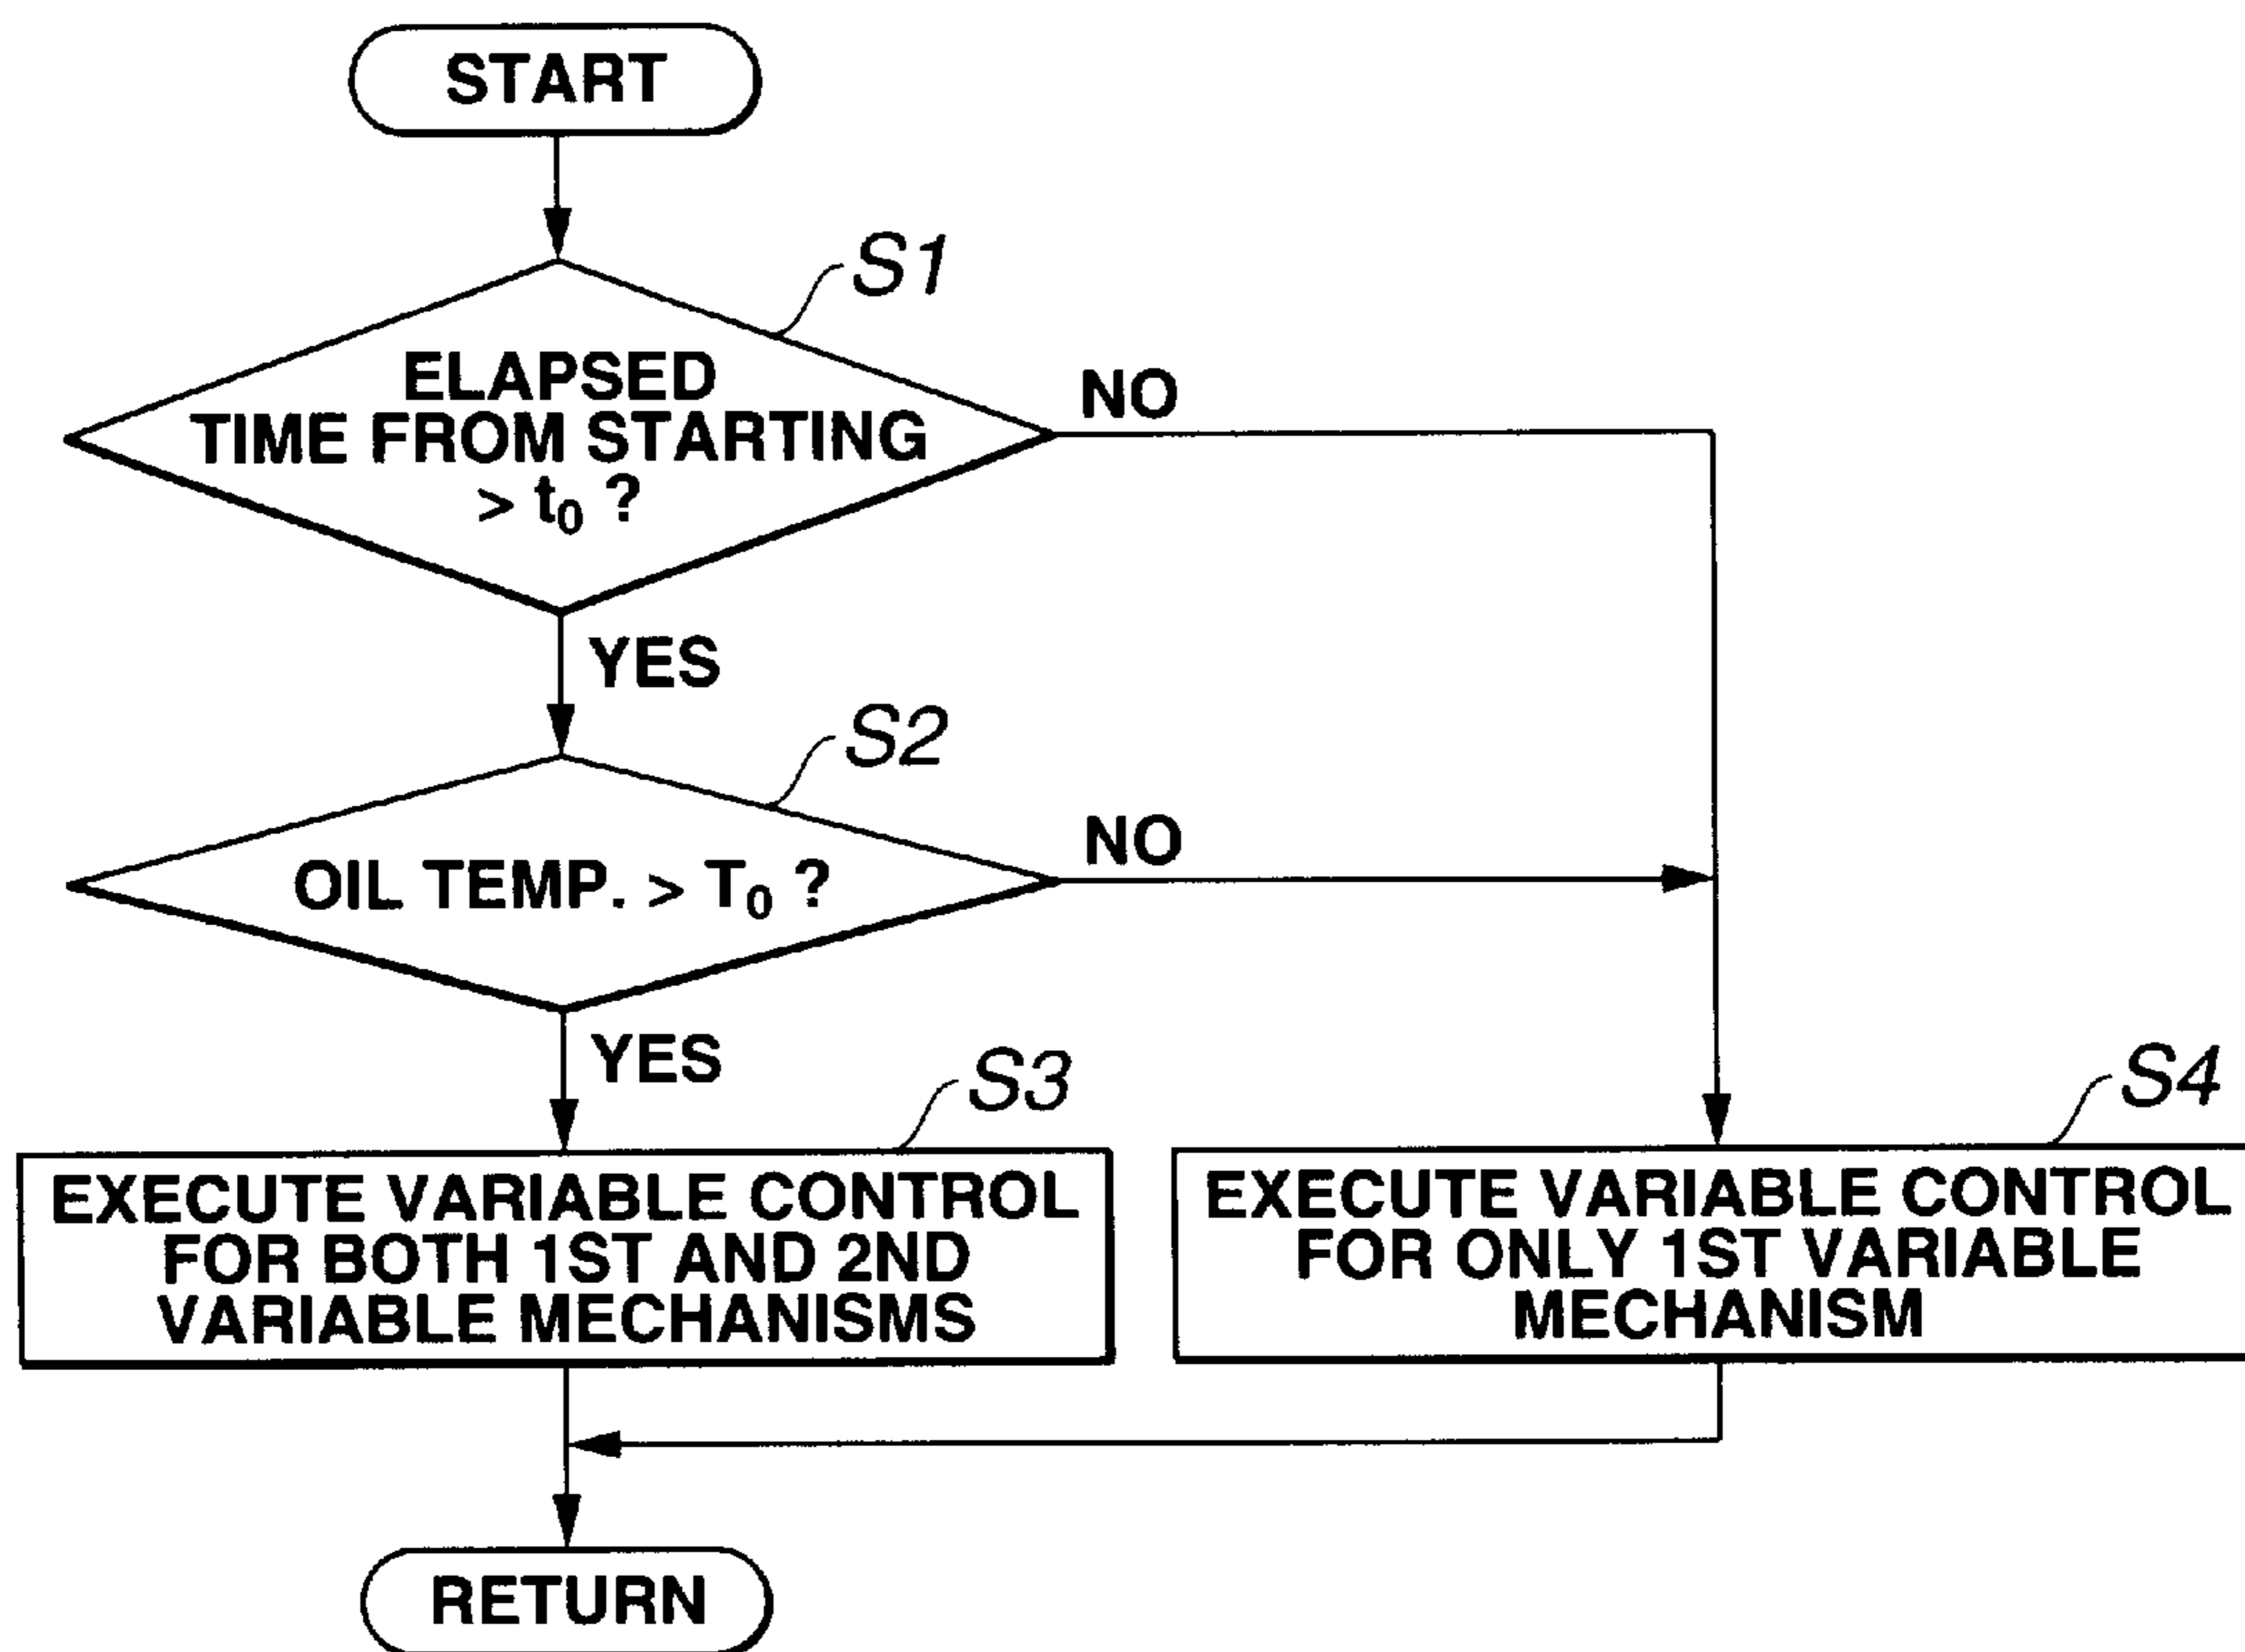 START
S1
ELAPSED
TIME FROM STARTING
> t₀ ?
NO
YES
S2
OIL TEMP. > T₀ ?
NO
YES
S3
S4
EXECUTE VARIABLE CONTROL
FOR BOTH 1ST AND 2ND
VARIABLE MECHANISMS
EXECUTE VARIABLE CONTROL
FOR ONLY 1ST VARIABLE
MECHANISM
RETURN